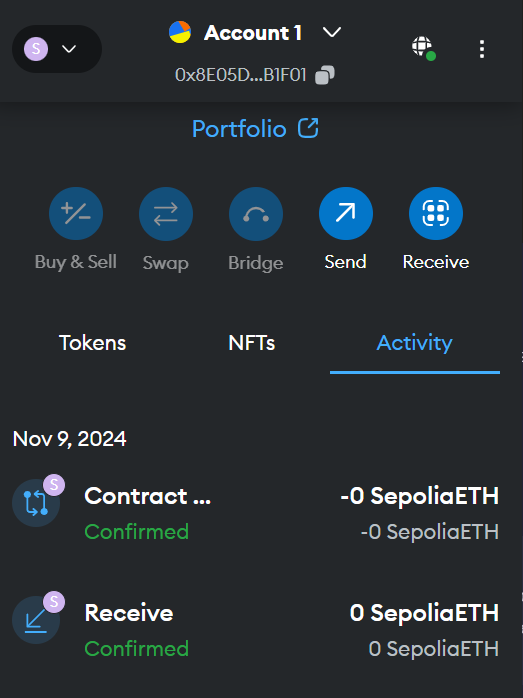 S
Account 1
0x8E05D...B1F01
Portfolio
Buy & Sell Swap Bridge Send Receive
Tokens NFTs Activity
Nov 9, 2024
S
Contract ... -0 SepoliaETH
Confirmed -0 SepoliaETH
S
Receive 0 SepoliaETH
Confirmed 0 SepoliaETH